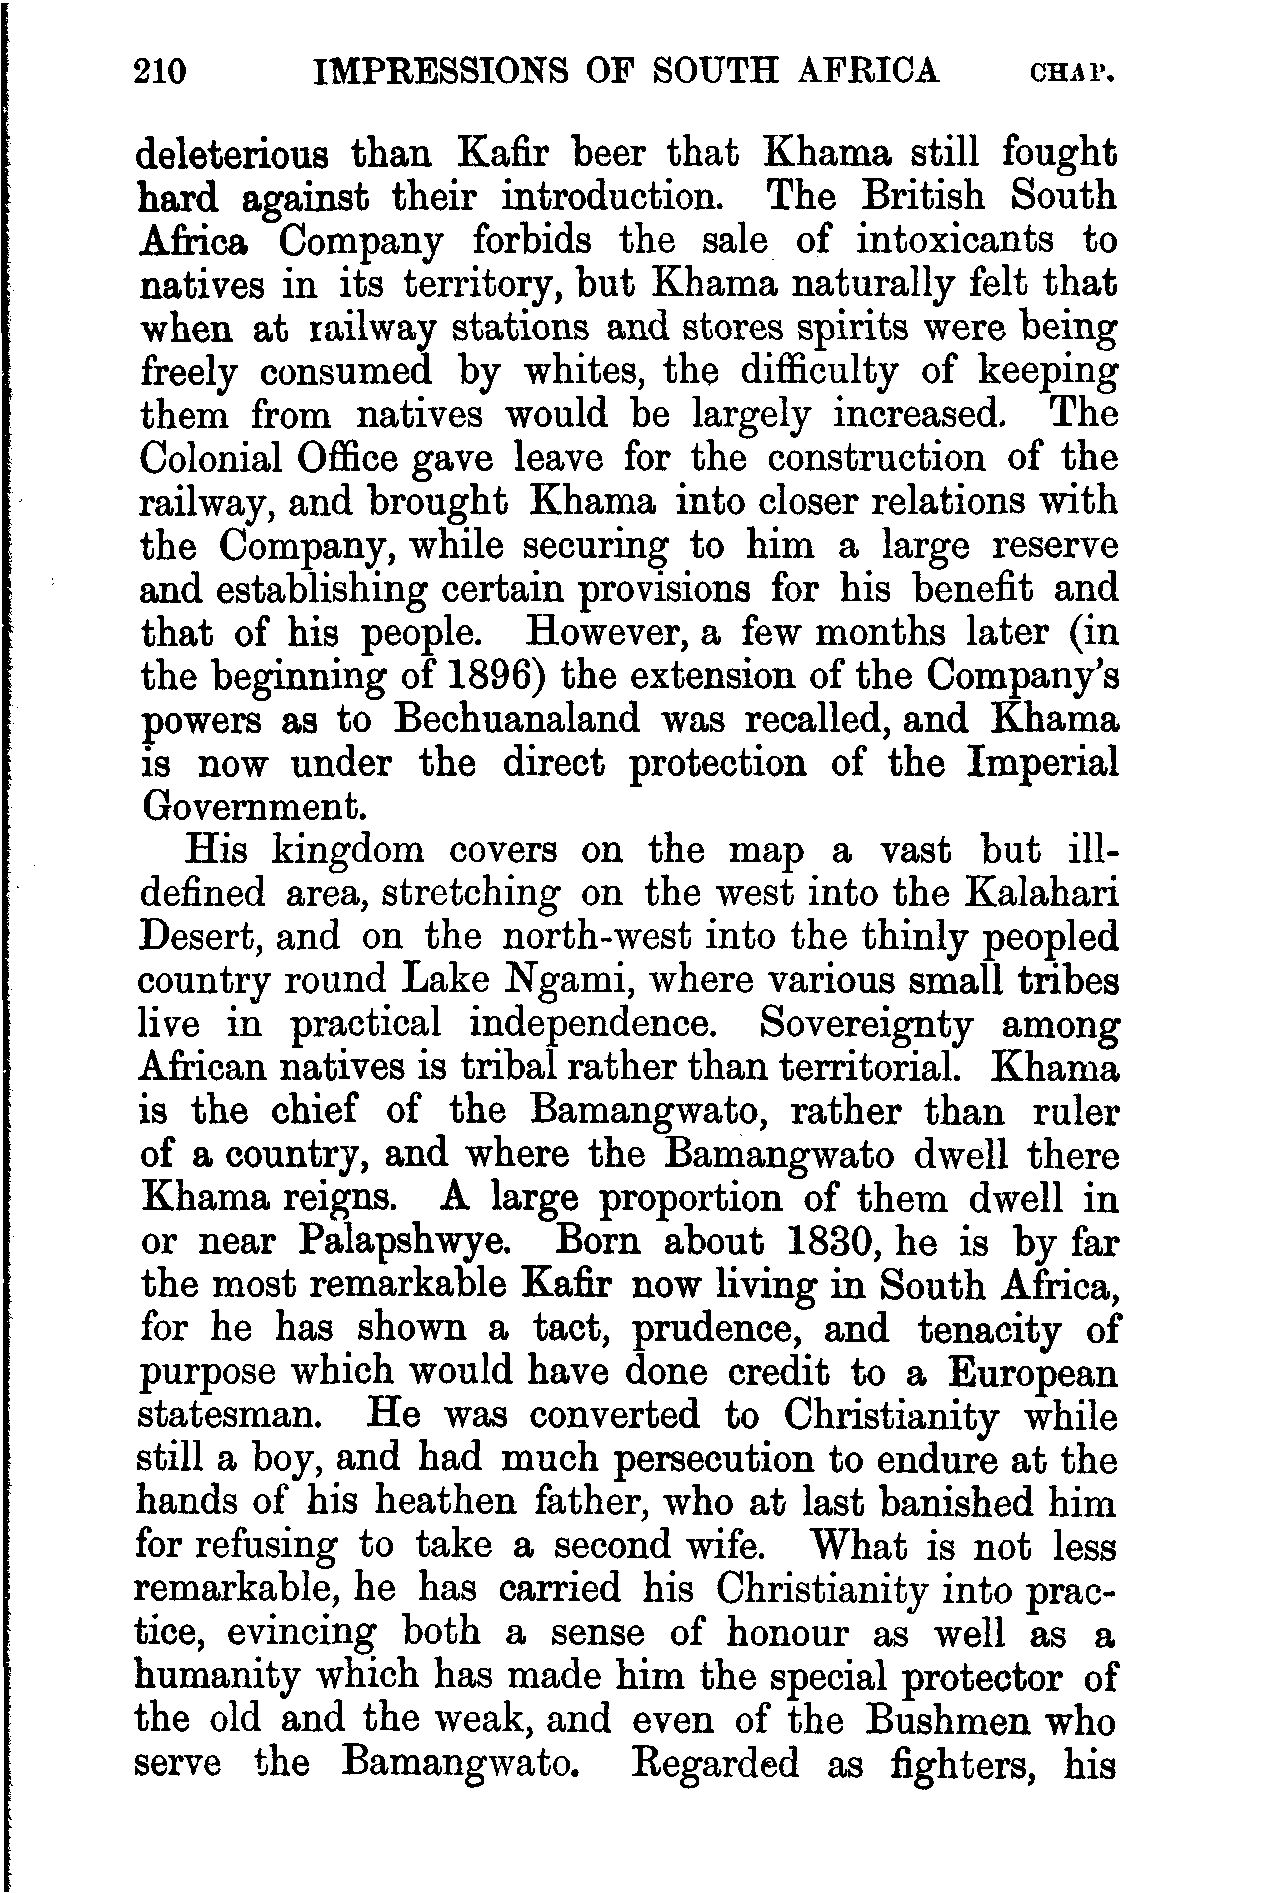 210 IMPRESSIONS OF SOUTH AFRICA CHAP.
deleterious than Kafir beer that Khama still fought
hard against their introduction. The British South
Africa Company forbids the sale of intoxicants to
natives in its territory, but Khama naturally felt that
when at railway stations and stores spirits were being
freely consumed by whites, the difficulty of keeping
them from natives would be largely increased. The
Colonial Office gave leave for the construction of the
railway, and brought Khama into closer relations with
the Company, while securing to him a large reserve
and establishing certain provisions for his benefit and
that of his people. However, a few months later (in
the beginning of 1896) the extension of the Company's
powers as to Bechuanaland was recalled, and Khama
is now under the direct protection of the Imperial
Government.
His kingdom covers on the map a vast but ill-
defined area, stretching on the west into the Kalahari
Desert, and on the north-west into the thinly peopled
country round Lake Ngami, where various small tribes
live in practical independence. Sovereignty among
African natives is tribal rather than territorial. Khama
is the chief of the Bamangwato, rather than ruler
of a country, and where the Bamangwato dwell there
Khama reigns. A large proportion of them dwell in
or near Palapshwye. Born about 1830, he is by far
the most remarkable Kafir now living in South Africa,
for he has shown a tact, prudence, and tenacity of
purpose which would have done credit to a European
statesman. He was converted to Christianity while
still a boy, and had much persecution to endure at the
hands of his heathen father, who at last banished him
for refusing to take a second wife. What is not less
remarkable, he has carried his Christianity into prac-
tice, evincing both a sense of honour as well as a
humanity which has made him the special protector of
the old and the weak, and even of the Bushmen who
serve the Bamangwato. Regarded as fighters, his